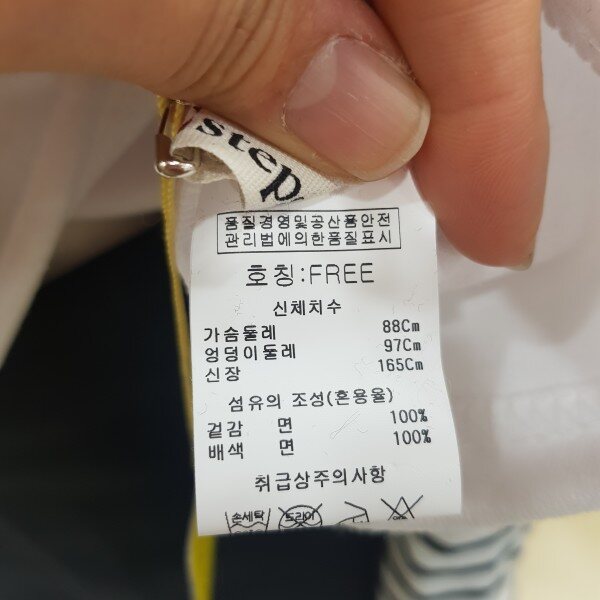 step
품질경영및공산품안전
관리법에의한품질표시
호칭:FREE
신체치수
가슴둘레 88Cm
엉덩이둘레 97Cm
신장 165Cm
섬유의 조성(혼용율)
겉감 면 100%
배색 면 100%
취급상주의사항
손세탁 드라이